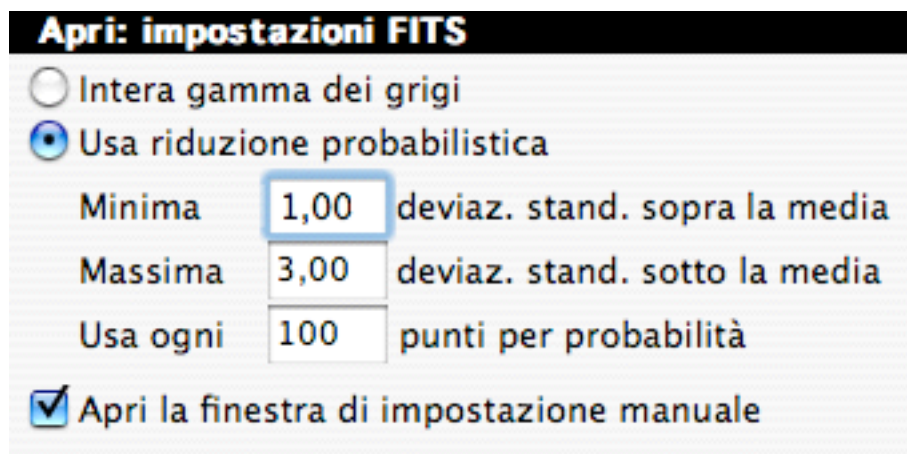 Apri: impostazioni FITS
Intera gamma dei grigi
Usa riduzione probabilistica
Minima 1,00 deviaz. stand. sopra la media
Massima 3,00 deviaz. stand. sotto la media
Usa ogni 100 punti per probabilità
Apri la finestra di impostazione manuale